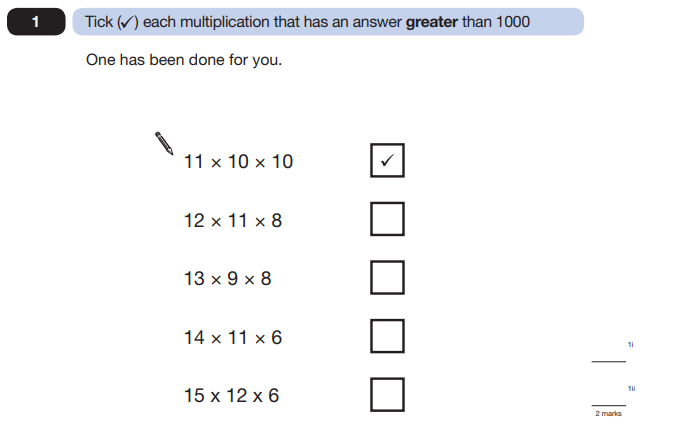 1
Tick (✓) each multiplication that has an answer greater than 1000
One has been done for you.
11 × 10 × 10 ✓
12 × 11 × 8
13 × 9 × 8
14 × 11 × 6
1i
15 x 12 x 6
1ii
2 marks